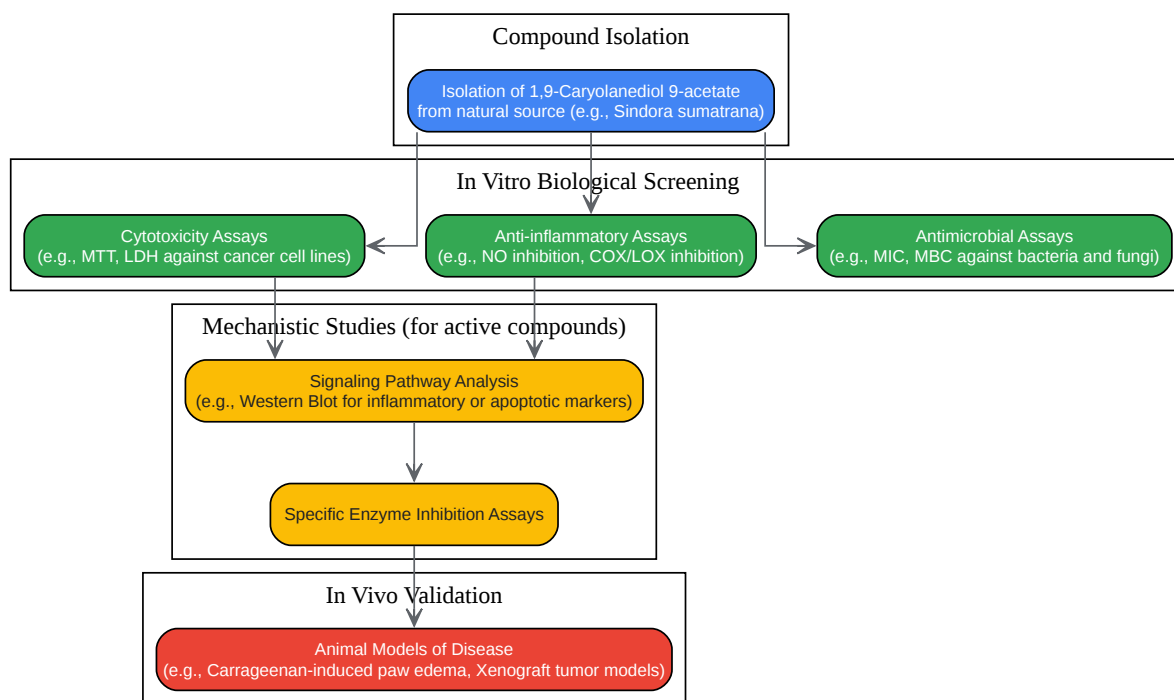 Compound Isolation
Isolation of 1,9-Caryolanediol 9-acetate
from natural source (e.g., Sindora sumatrana)
In Vitro Biological Screening
Cytotoxicity Assays
(e.g., MTT, LDH against cancer cell lines)
Anti-inflammatory Assays
(e.g., NO inhibition, COX/LOX inhibition)
Antimicrobial Assays
(e.g., MIC, MBC against bacteria and fungi)
Mechanistic Studies (for active compounds)
Signaling Pathway Analysis
(e.g., Western Blot for inflammatory or apoptotic markers)
Specific Enzyme Inhibition Assays
In Vivo Validation
Animal Models of Disease
(e.g., Carrageenan-induced paw edema, Xenograft tumor models)